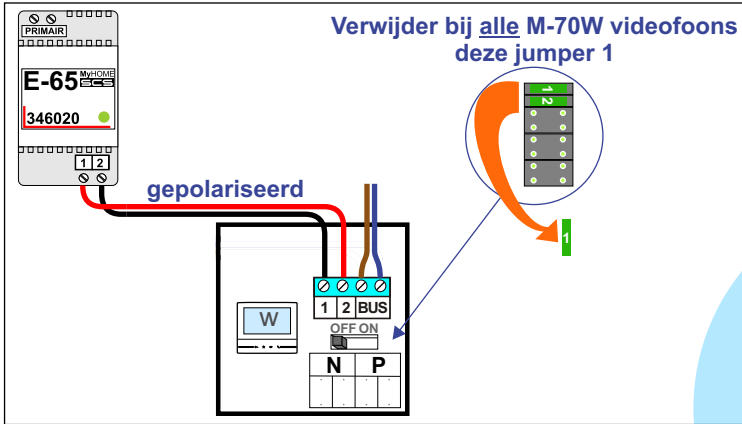 Verwijder bij alle M-70W videofoons
deze jumper 1
PRIMAIR
E-65 MyHOME
SCS
346020
1 2
gepolariseerd
1
2
1
W
1 2 BUS
OFF ON
N P